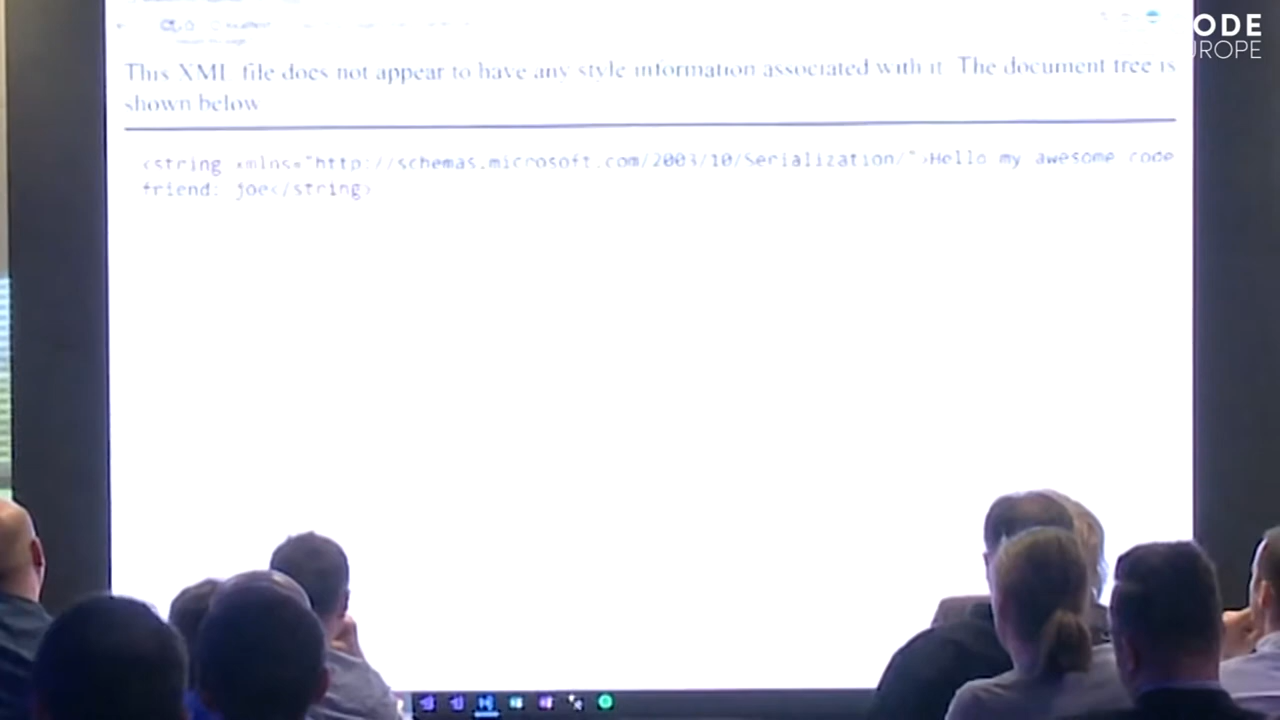 ODE
UROPE
This XML file does not appear to have any style information associated with it. The document tree is
shown below.
<string xmlns="http://schemas.microsoft.com/2003/10/Serialization/">Hello my awesome code
friend: joe</string>